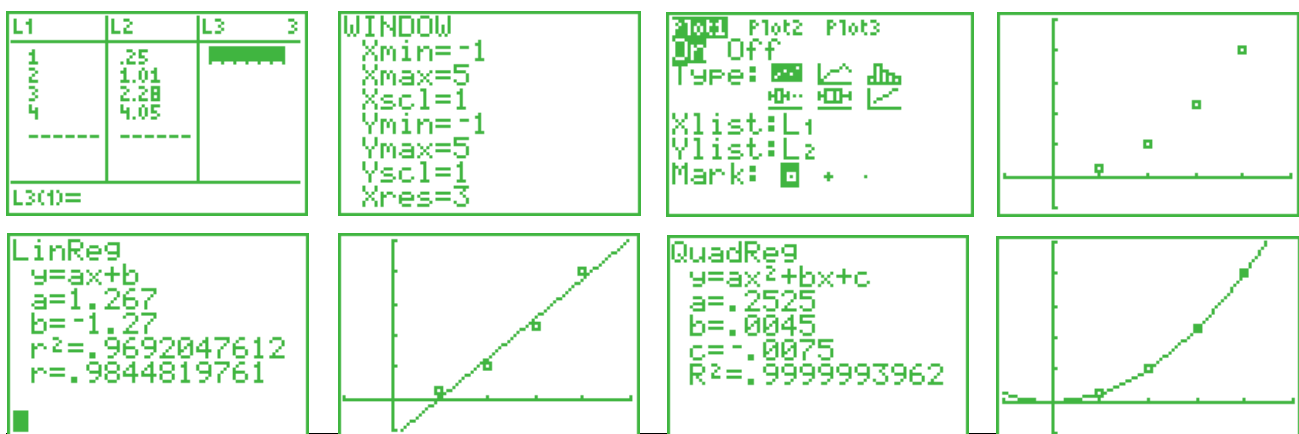 L1 L2 L3 3
1 .25
2 1.01
3 2.28
4 4.05
------ ------
L3(1)=
WINDOW
Xmin=-1
Xmax=5
Xscl=1
Ymin=-1
Ymax=5
Yscl=1
Xres=3
Plot1 Plot2 Plot3
On Off
Type:
Xlist:L1
Ylist:L2
Mark: ▫ + ·
LinReg
y=ax+b
a=1.267
b=-1.27
r²=.9692047612
r=.9844819761
QuadReg
y=ax²+bx+c
a=.2525
b=.0045
c=-.0075
R²=.9999993962